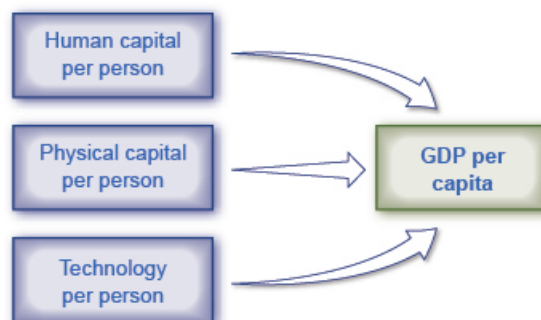 Human capital
per person
Physical capital
per person
GDP per
capita
Technology
per person